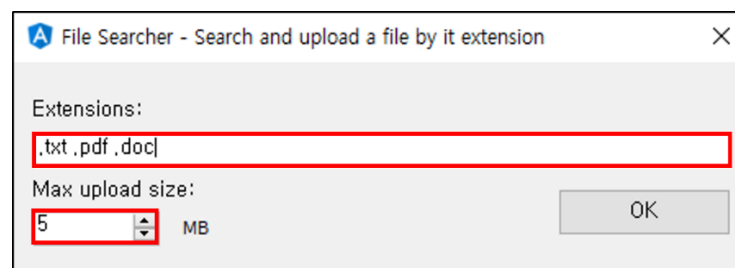 File Searcher - Search and upload a file by it extension
Extensions:
.txt .pdf .doc
Max upload size:
5 MB
OK